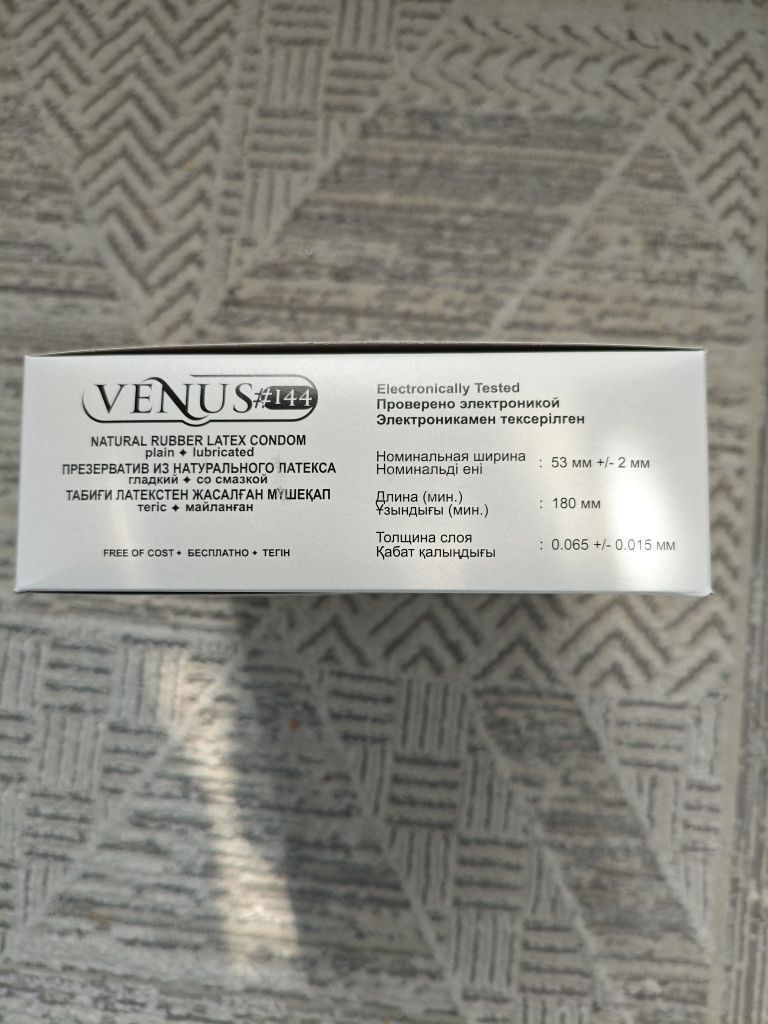 VENUS #144
NATURAL RUBBER LATEX CONDOM
plain ✦ lubricated
ПРЕЗЕРВАТИВ ИЗ НАТУРАЛЬНОГО ЛАТЕКСА
гладкий ✦ со смазкой
ТАБИҒИ ЛАТЕКСТЕН ЖАСАЛҒАН МҮШЕҚАП
тегіс ✦ майланған
FREE OF COST ✦ БЕСПЛАТНО ✦ ТЕГІН
Electronically Tested
Проверено электроникой
Электроникамен тексерілген
Номинальная ширина
Номинальді ені : 53 мм +/- 2 мм
Длина (мин.)
Ұзындығы (мин.) : 180 мм
Толщина слоя
Қабат қалыңдығы : 0.065 +/- 0.015 мм